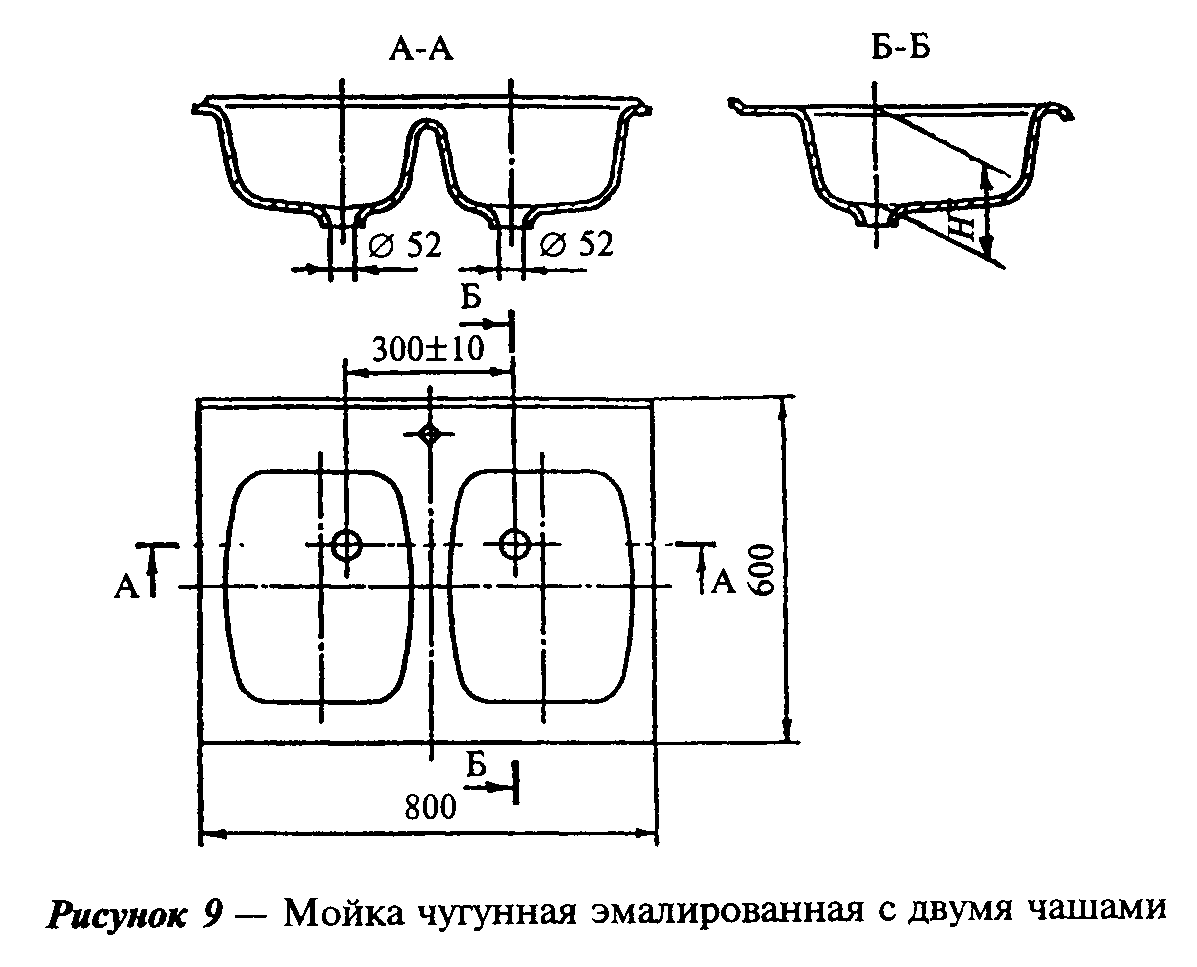 А-А
Б-Б
∅ 52
∅ 52
H
Б
300±10
А
А
600
Б
800
Рисунок 9 — Мойка чугунная эмалированная с двумя чашами